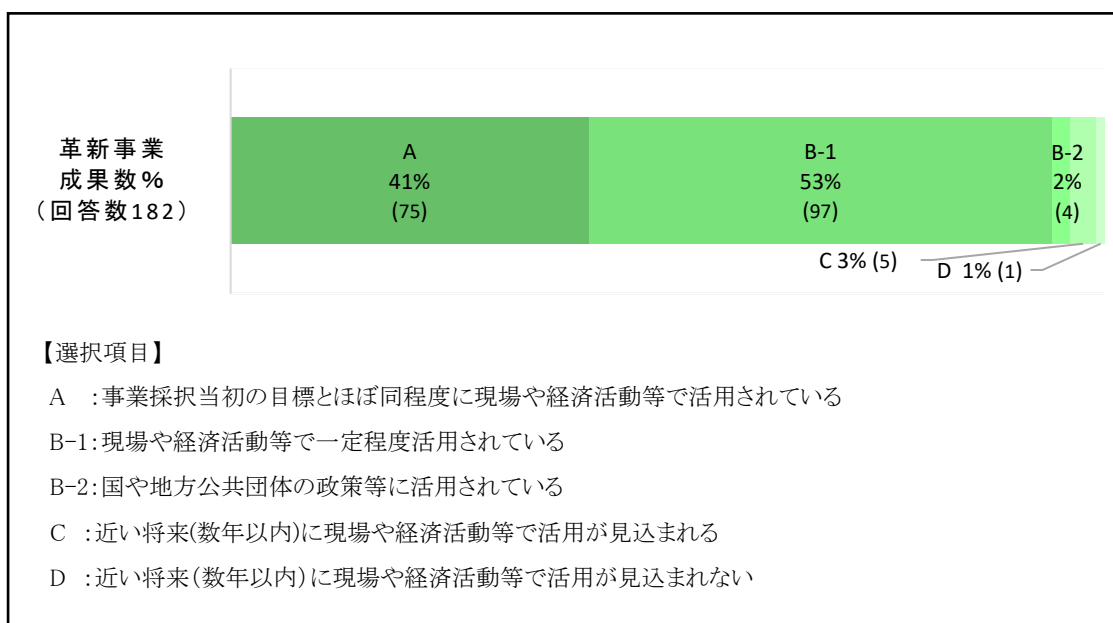 革新事業
成果数%
(回答数182)
A
41%
(75)
B-1
53%
(97)
B-2
2%
(4)
C 3% (5)
D 1% (1)
【選択項目】
A :事業採択当初の目標とほぼ同程度に現場や経済活動等で活用されている
B-1:現場や経済活動等で一定程度活用されている
B-2:国や地方公共団体の政策等に活用されている
C :近い将来(数年以内)に現場や経済活動等で活用が見込まれる
D :近い将来(数年以内)に現場や経済活動等で活用が見込まれない